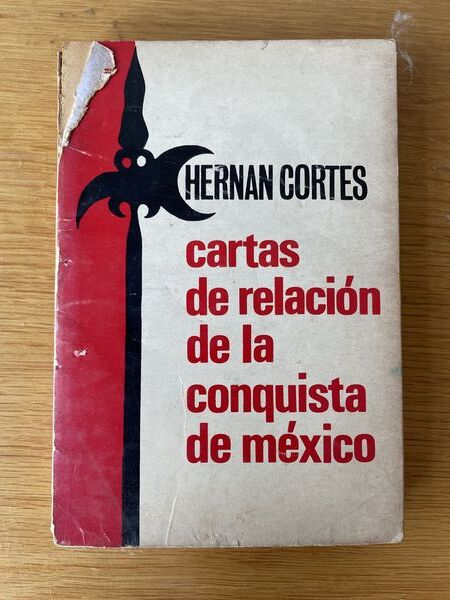 HERNAN CORTES
cartas
de relación
de la
conquista
de méxico